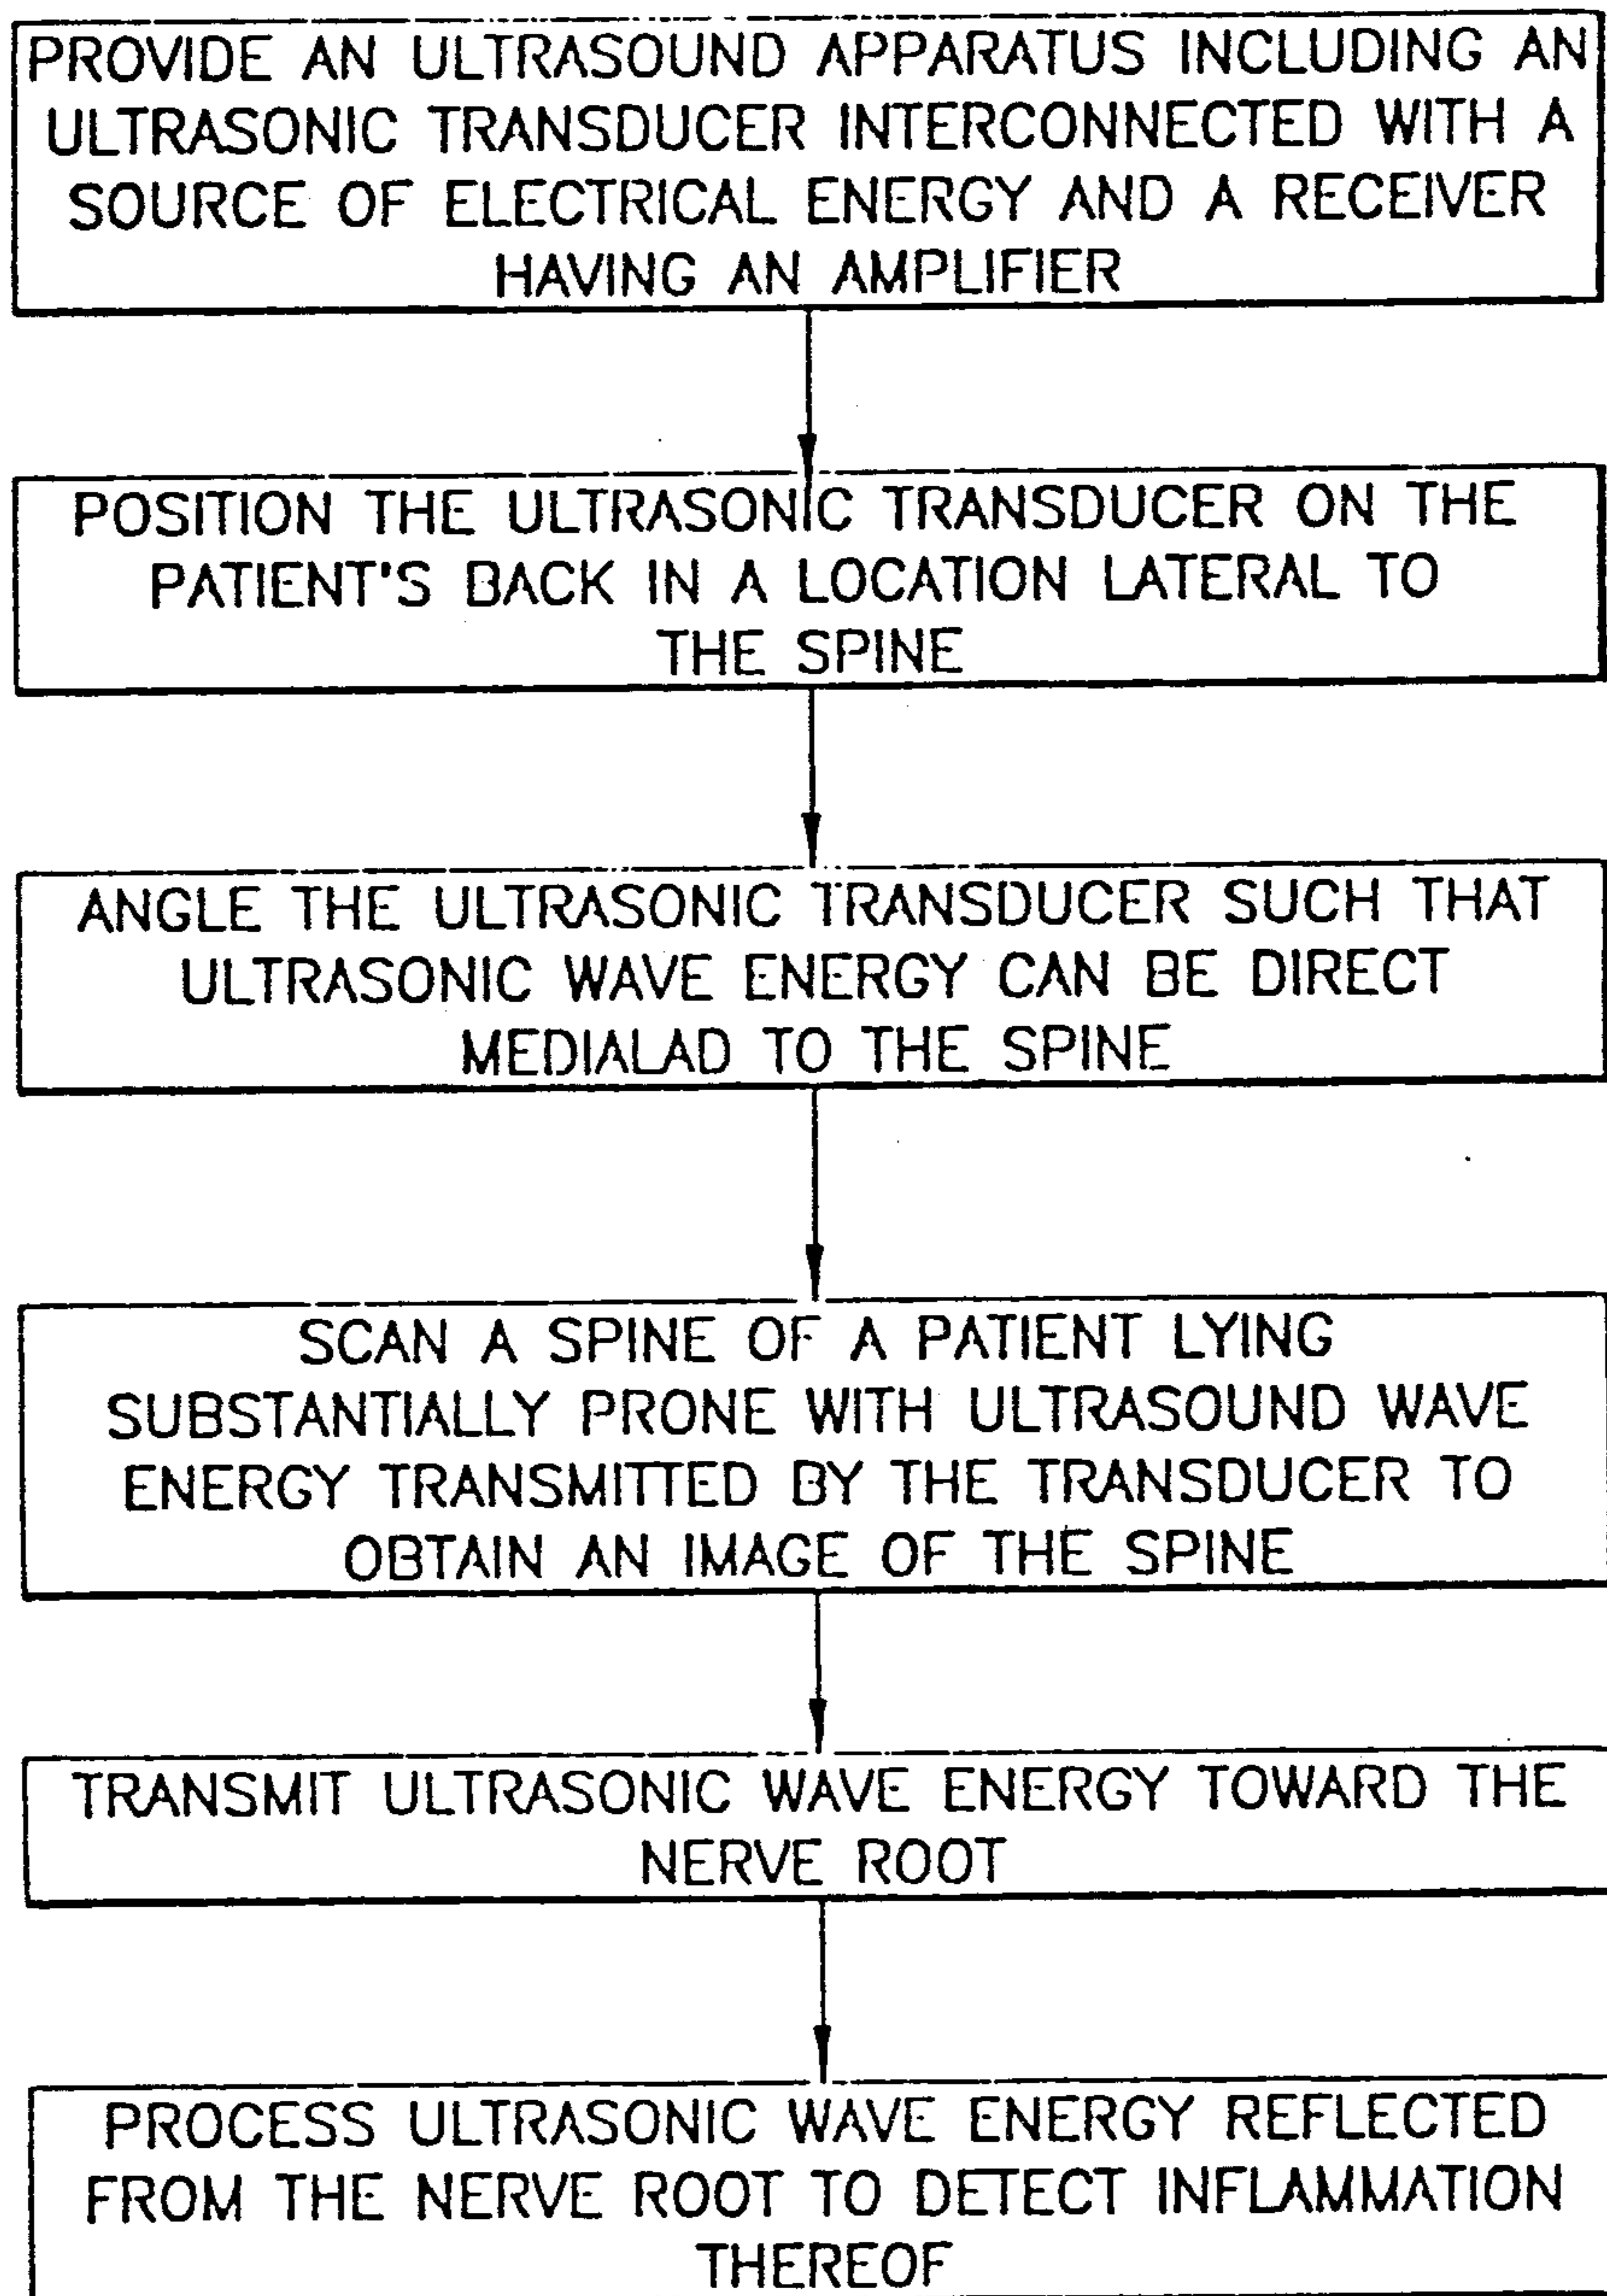 PROVIDE AN ULTRASOUND APPARATUS INCLUDING AN
ULTRASONIC TRANSDUCER INTERCONNECTED WITH A
SOURCE OF ELECTRICAL ENERGY AND A RECEIVER
HAVING AN AMPLIFIER
POSITION THE ULTRASONIC TRANSDUCER ON THE
PATIENT'S BACK IN A LOCATION LATERAL TO
THE SPINE
ANGLE THE ULTRASONIC TRANSDUCER SUCH THAT
ULTRASONIC WAVE ENERGY CAN BE DIRECT
MEDIALAD TO THE SPINE
SCAN A SPINE OF A PATIENT LYING
SUBSTANTIALLY PRONE WITH ULTRASOUND WAVE
ENERGY TRANSMITTED BY THE TRANSDUCER TO
OBTAIN AN IMAGE OF THE SPINE
TRANSMIT ULTRASONIC WAVE ENERGY TOWARD THE
NERVE ROOT
PROCESS ULTRASONIC WAVE ENERGY REFLECTED
FROM THE NERVE ROOT TO DETECT INFLAMMATION
THEREOF